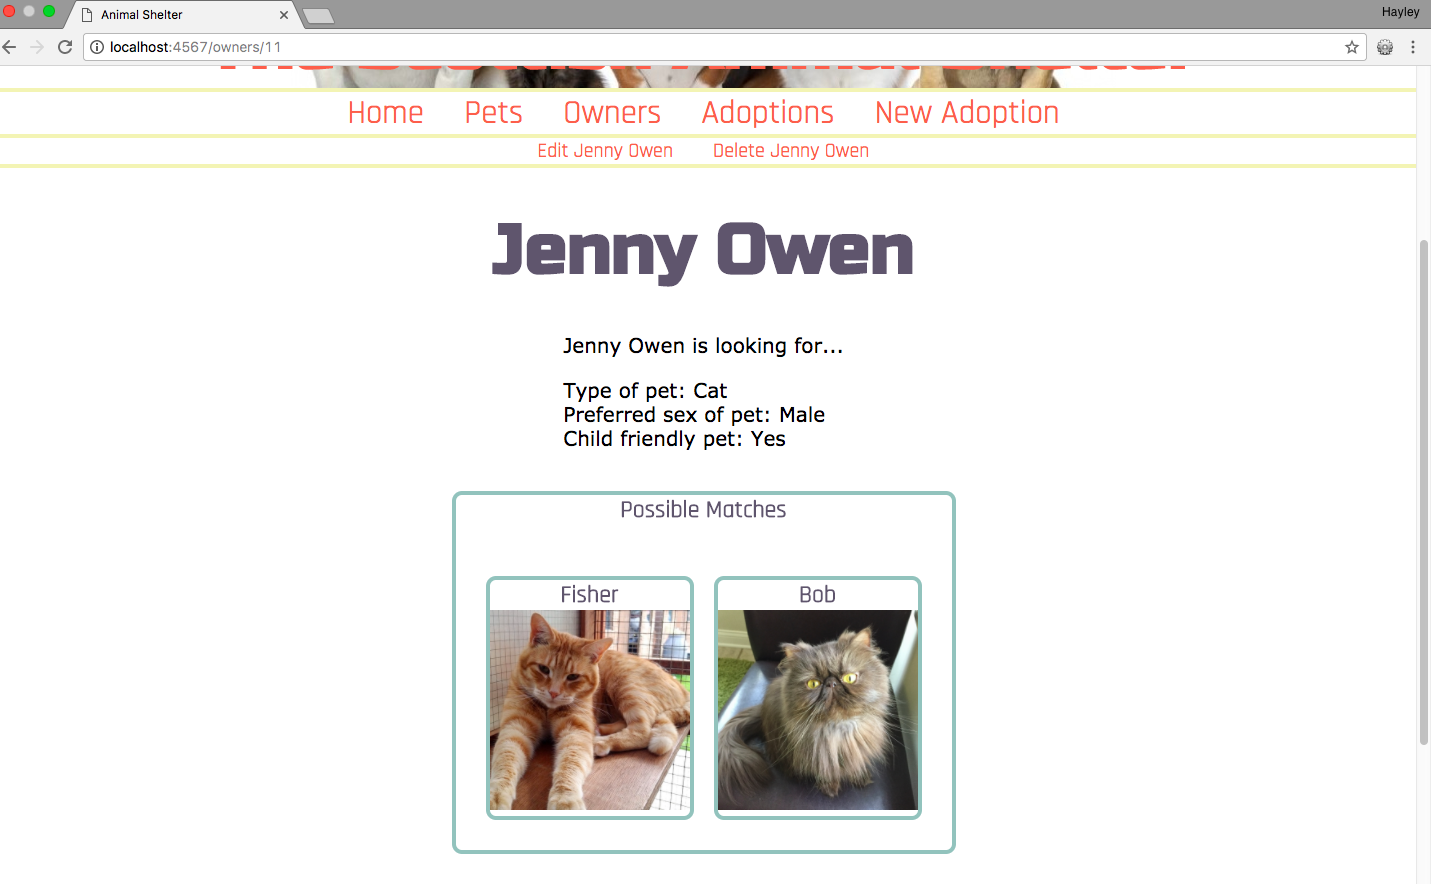 Animal Shelter
Hayley
localhost:4567/owners/11
Home Pets Owners Adoptions New Adoption
Edit Jenny Owen Delete Jenny Owen
Jenny Owen
Jenny Owen is looking for...
Type of pet: Cat
Preferred sex of pet: Male
Child friendly pet: Yes
Possible Matches
Fisher Bob